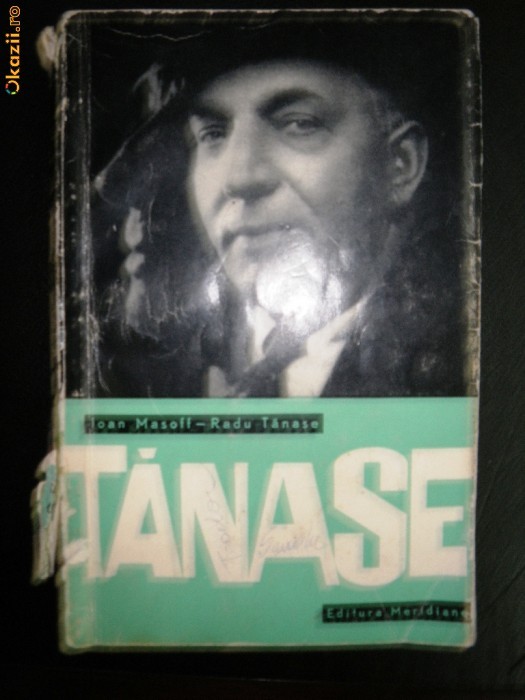 Okazii.ro
Ioan Masoff – Radu Tănase
TĂNASE
Editura Meridiane